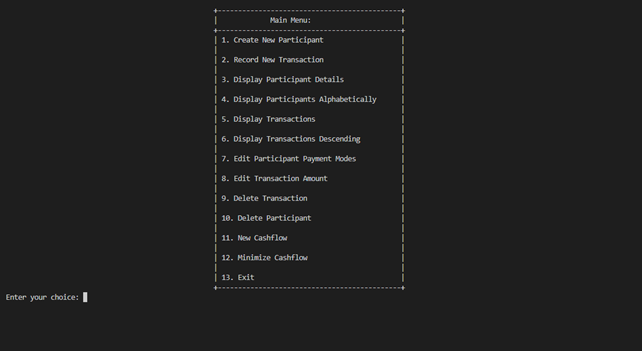 Main Menu:
1. Create New Participant
2. Record New Transaction
3. Display Participant Details
4. Display Participants Alphabetically
5. Display Transactions
6. Display Transactions Descending
7. Edit Participant Payment Modes
8. Edit Transaction Amount
9. Delete Transaction
10. Delete Participant
11. New Cashflow
12. Minimize Cashflow
13. Exit
Enter your choice: